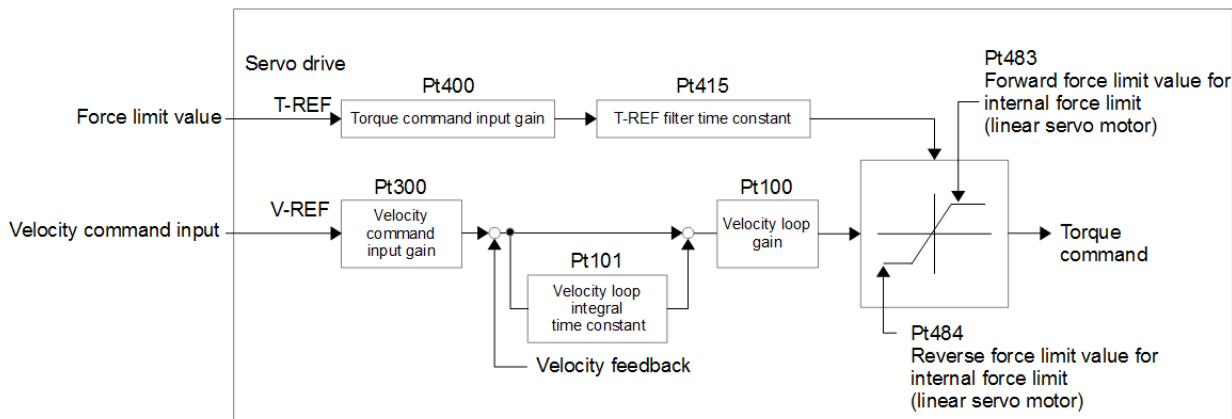 Servo drive
Pt483
Forward force limit value for
internal force limit
(linear servo motor)
Pt400
Pt415
Force limit value
T-REF
Torque command input gain
T-REF filter time constant
Pt300
Pt100
Velocity command input
V-REF
Velocity
command
input gain
Velocity loop
gain
Torque
command
Pt101
Velocity loop
integral
time constant
Velocity feedback
Pt484
Reverse force limit value for
internal force limit
(linear servo motor)